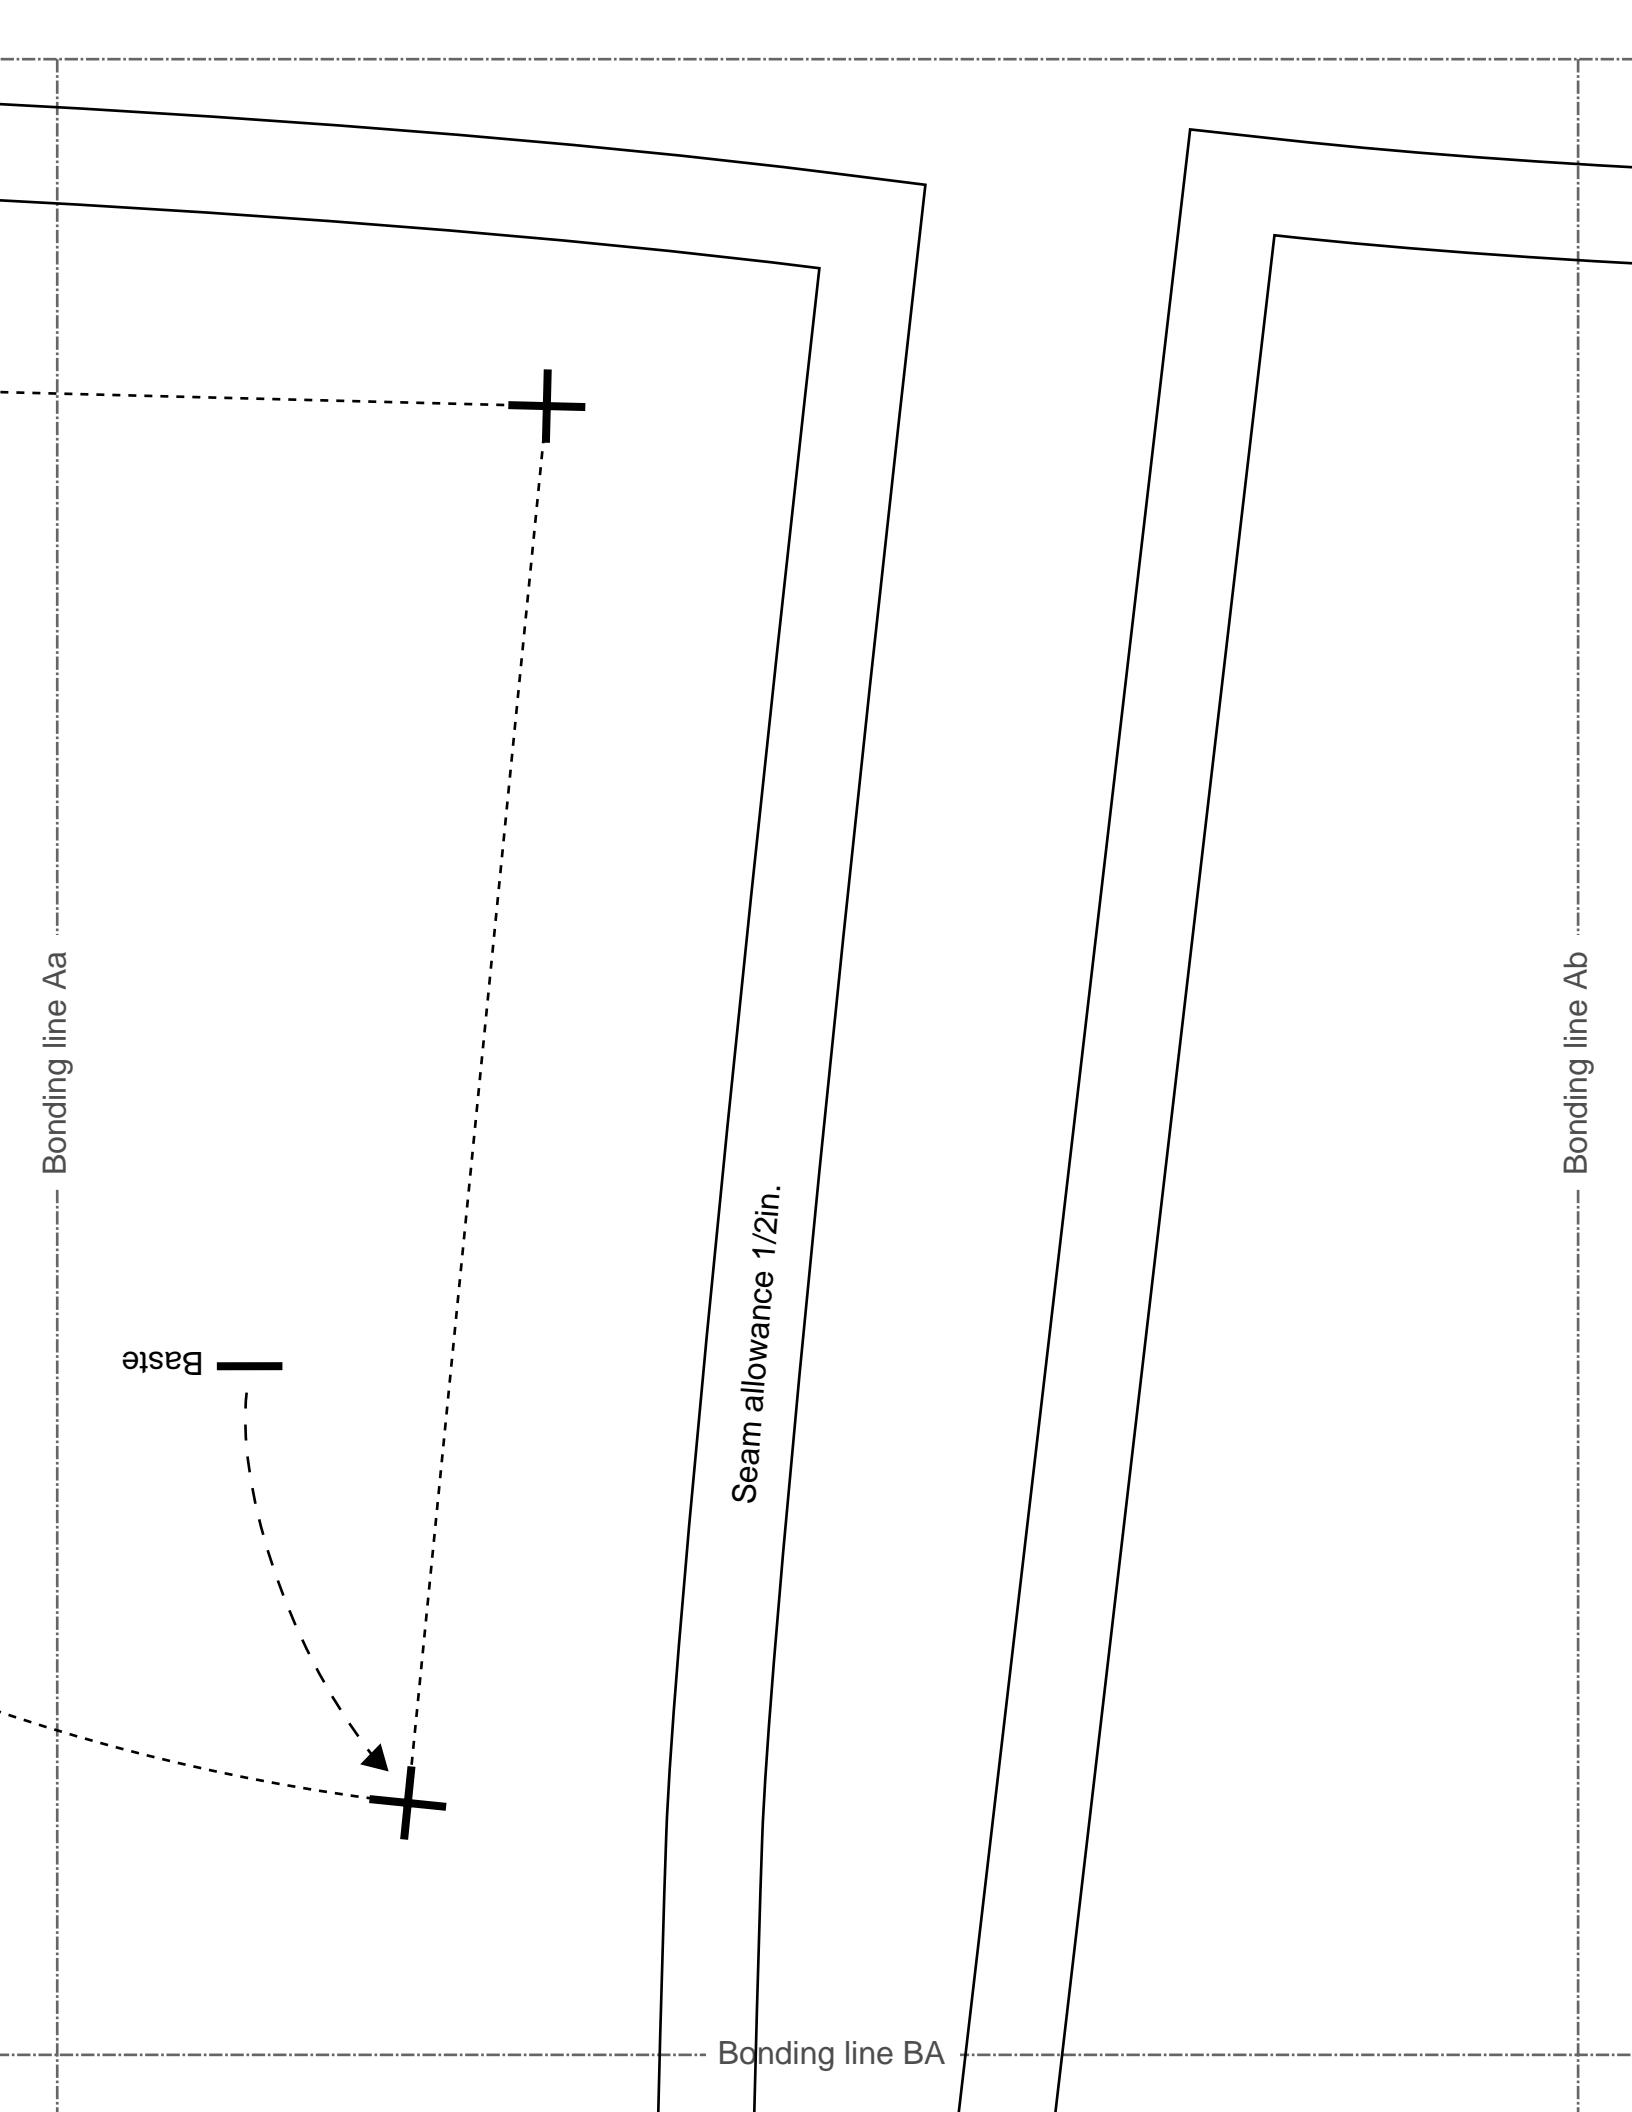 Bonding line Aa
Bonding line Ab
Seam allowance 1/2in.
Baste
Bonding line BA